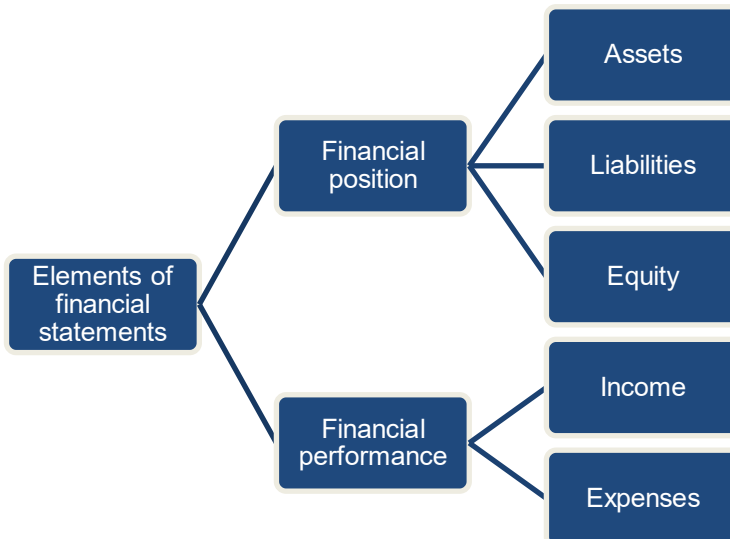 Elements of
financial
statements
Financial
position
Assets
Liabilities
Equity
Financial
performance
Income
Expenses